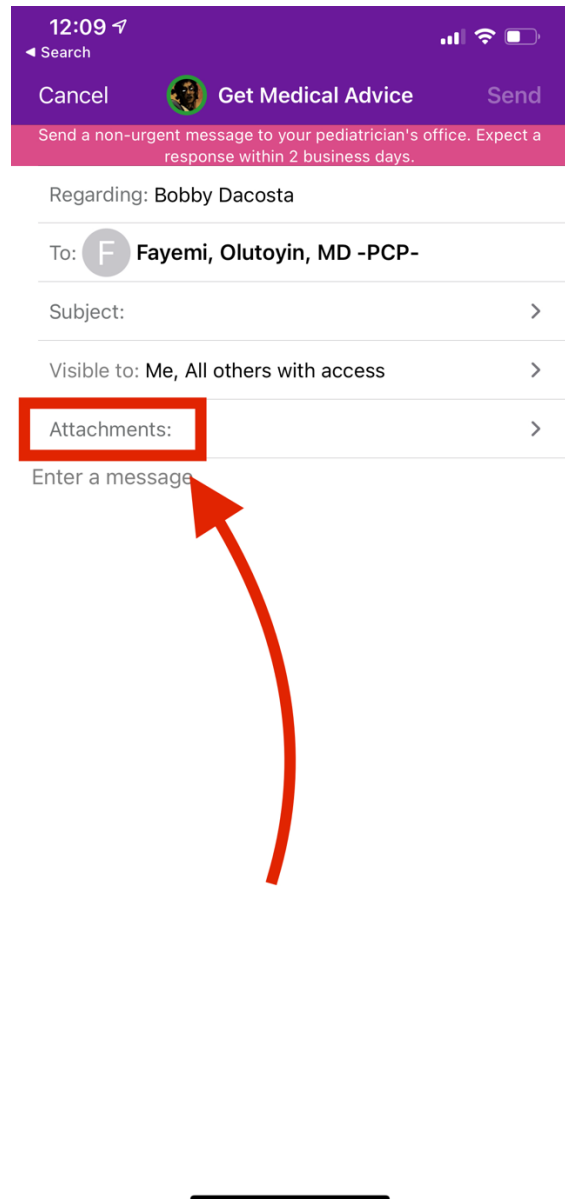 12:09
◀ Search
Cancel Get Medical Advice Send
Send a non-urgent message to your pediatrician's office. Expect a
response within 2 business days.
Regarding: Bobby Dacosta
To: F Fayemi, Olutoyin, MD -PCP-
Subject:
Visible to: Me, All others with access
Attachments:
Enter a message